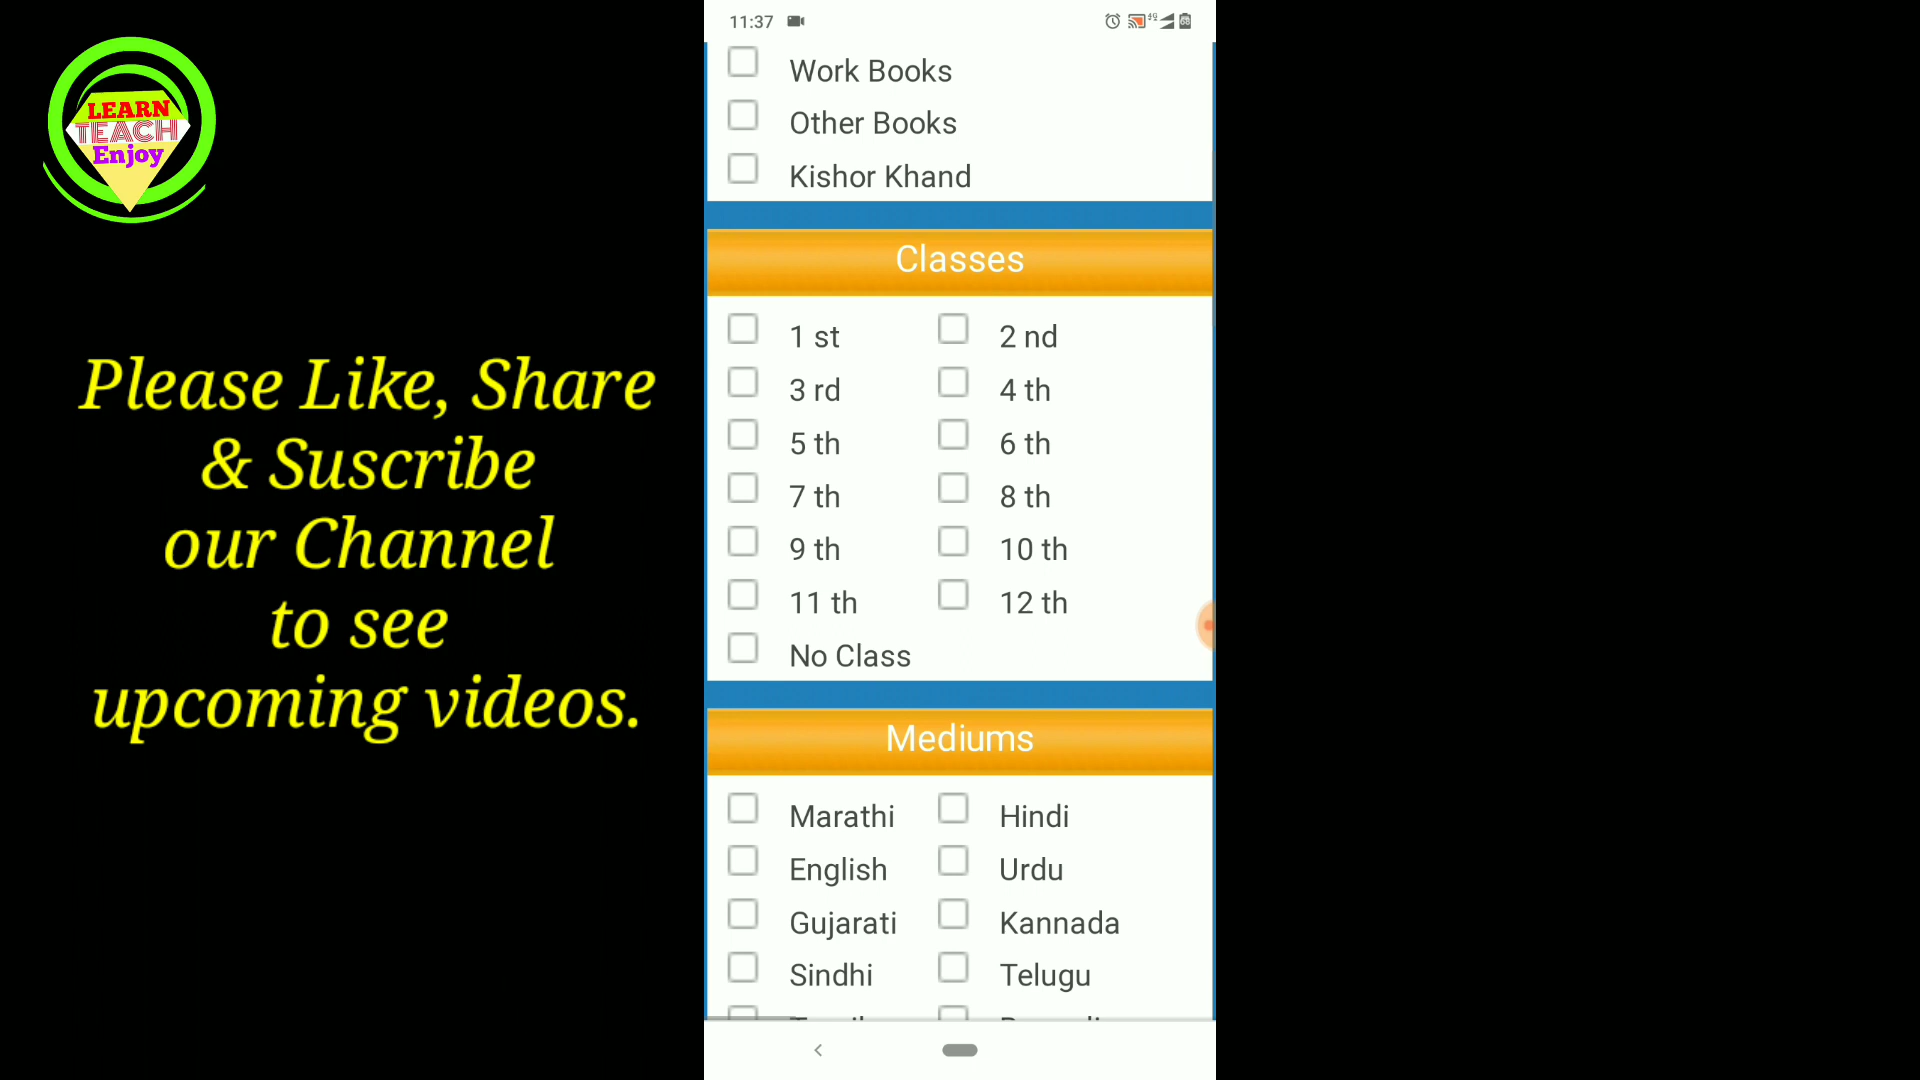 LEARN
TEACH
Enjoy
Please Like, Share
& Suscribe
our Channel
to see
upcoming videos.
11:37
4G
68
Work Books
Other Books
Kishor Khand
Classes
1 st 2 nd
3 rd 4 th
5 th 6 th
7 th 8 th
9 th 10 th
11 th 12 th
No Class
Mediums
Marathi Hindi
English Urdu
Gujarati Kannada
Sindhi Telugu